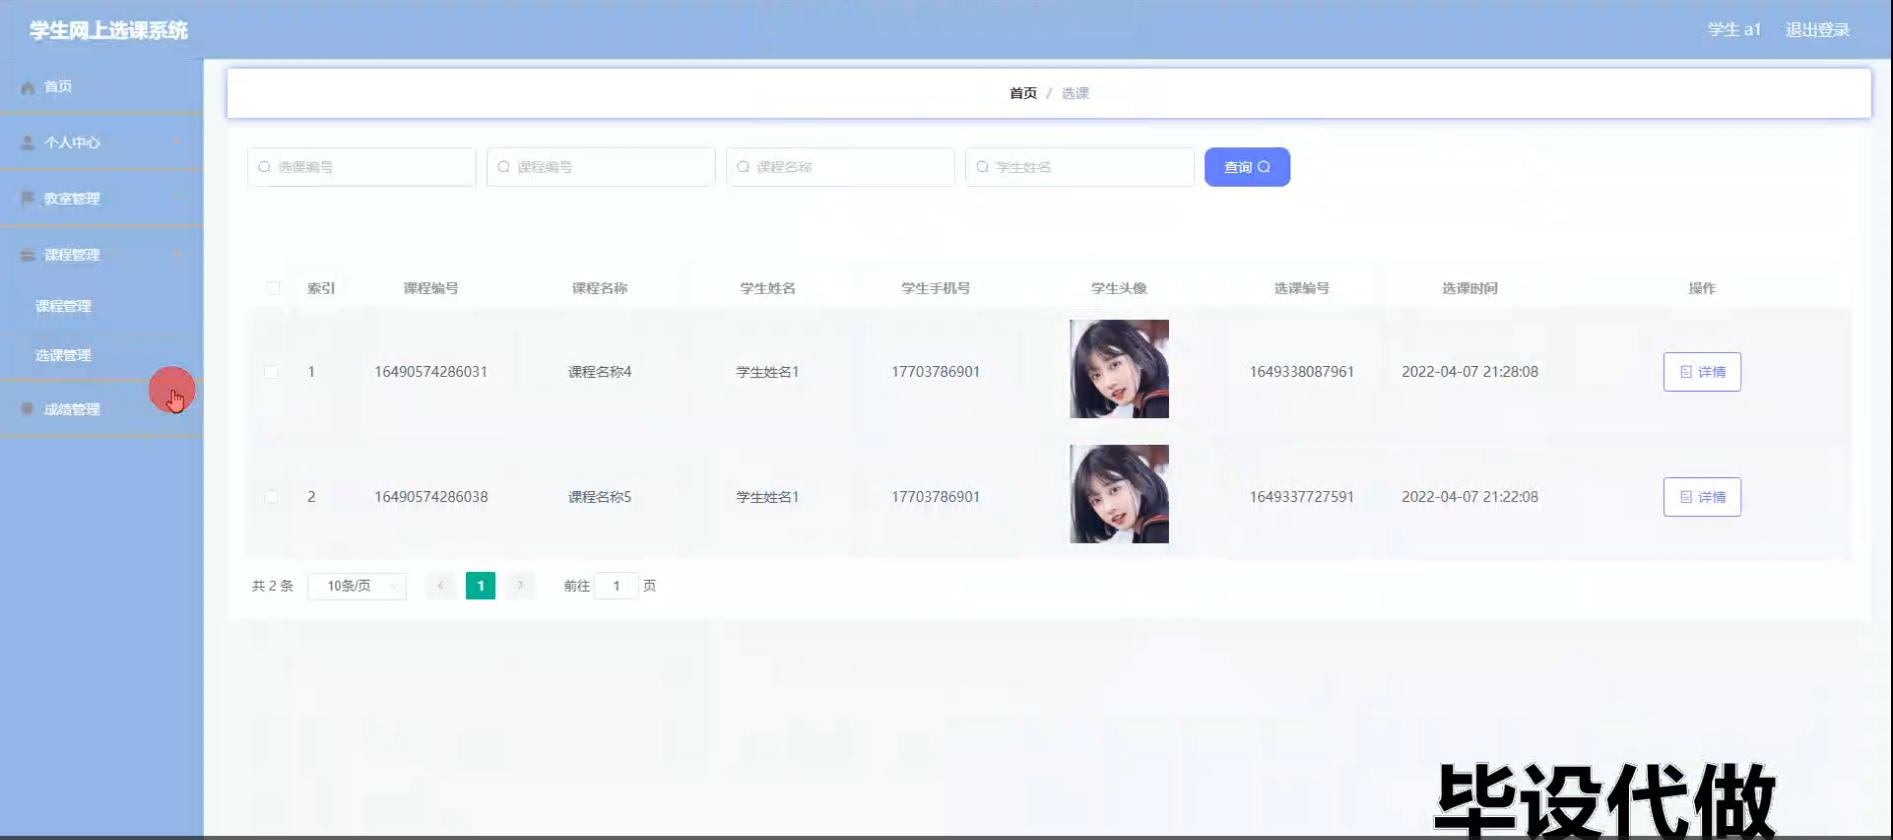 学生网上选课系统
学生 a1 退出登录
首页
个人中心
教室管理
课程管理
课程管理
选课管理
成绩管理
首页 / 选课
选课编号 课程编号 课程名称 学生姓名 查询
索引 课程编号 课程名称 学生姓名 学生手机号 学生头像 选课编号 选课时间 操作
1 16490574286031 课程名称4 学生姓名1 17703786901 1649338087961 2022-04-07 21:28:08 详情
2 16490574286038 课程名称5 学生姓名1 17703786901 1649337727591 2022-04-07 21:22:08 详情
共 2 条 10条/页 1 前往 1 页
毕设代做